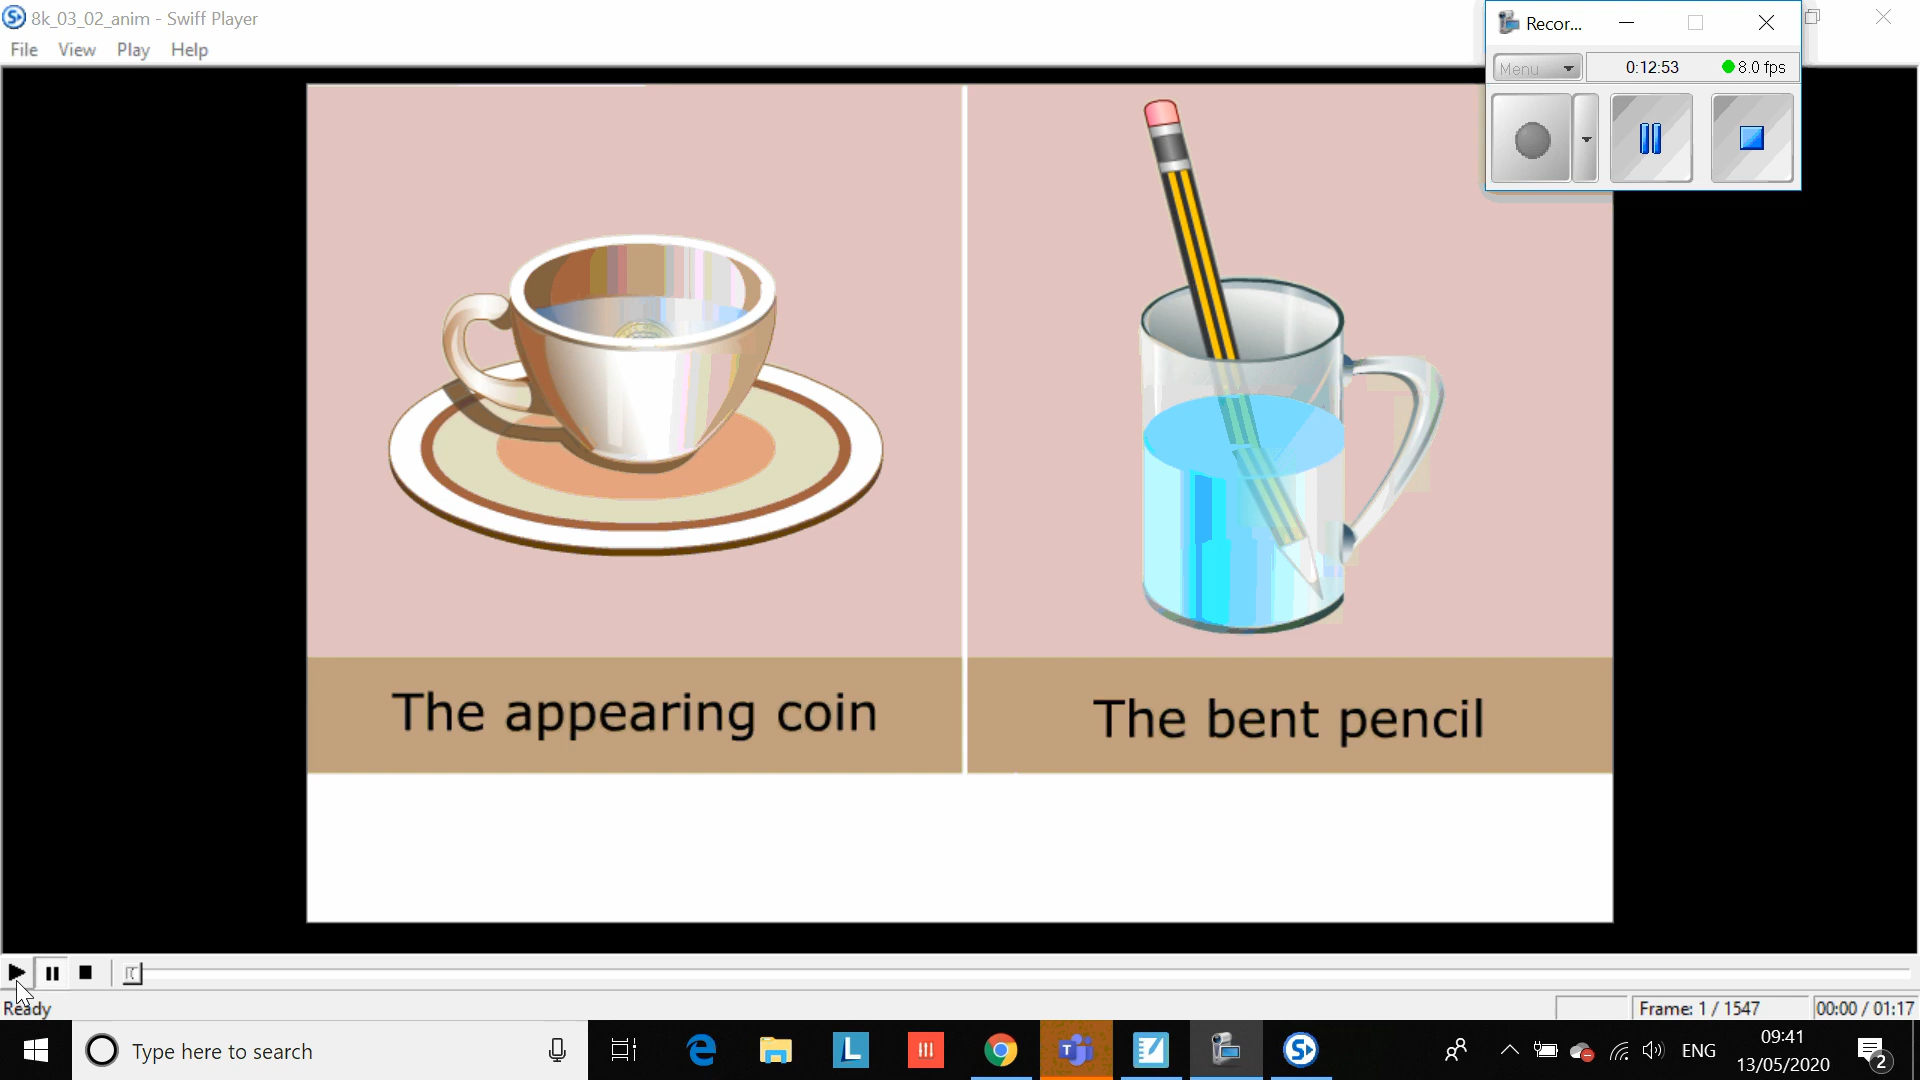 8k_03_02_anim - Swiff Player
File View Play Help
Recor...
Menu
0:12:53
8.0 fps
The appearing coin
The bent pencil
Ready
Frame: 1 / 1547
00:00 / 01:17
Type here to search
ENG
09:41
13/05/2020
2